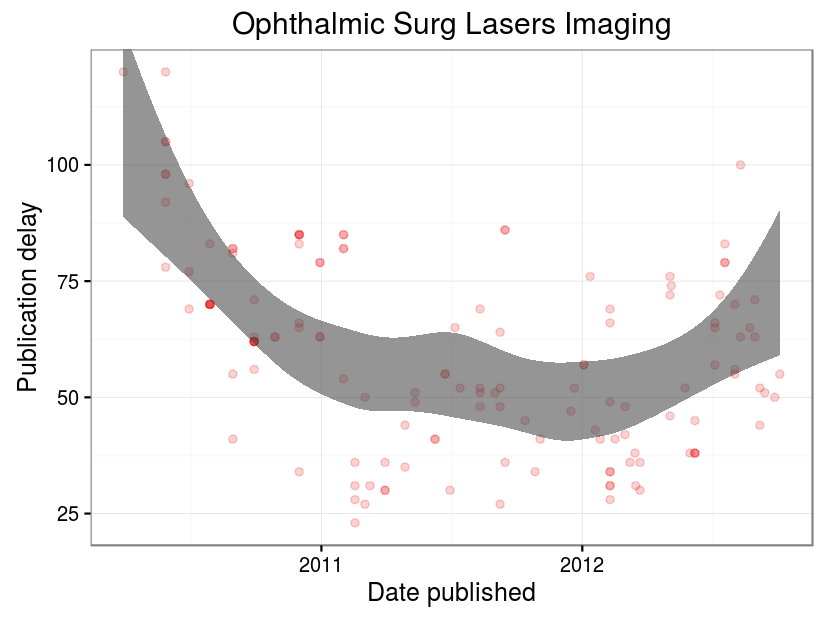 Ophthalmic Surg Lasers Imaging
Publication delay
100
75
50
25
2011
2012
Date published